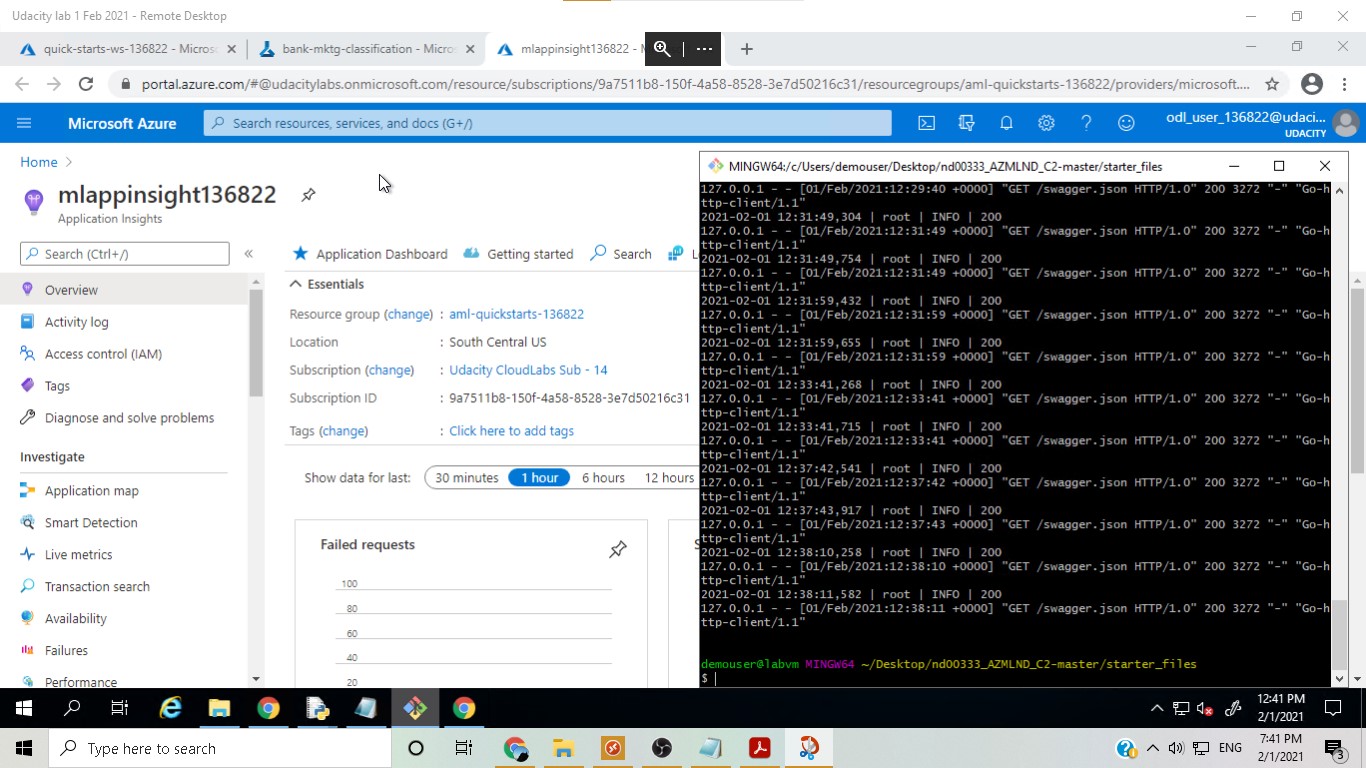 Udacity lab 1 Feb 2021 - Remote Desktop
quick-starts-ws-136822 - Micros
bank-mktg-classification - Micros
mlappinsight136822 -
portal.azure.com/#@udacitylabs.onmicrosoft.com/resource/subscriptions/9a7511b8-150f-4a58-8528-3e7d50216c31/resourcegroups/aml-quickstarts-136822/providers/microsoft....
Microsoft Azure
Search resources, services, and docs (G+/)
odl_user_136822@udaci...
UDACITY
Home
mlappinsight136822
Application Insights
Search (Ctrl+/)
«
Overview
Activity log
Access control (IAM)
Tags
Diagnose and solve problems
Investigate
Application map
Smart Detection
Live metrics
Transaction search
Availability
Failures
Performance
Application Dashboard
Getting started
Search
Essentials
Resource group (change) : aml-quickstarts-136822
Location : South Central US
Subscription (change) : Udacity CloudLabs Sub - 14
Subscription ID : 9a7511b8-150f-4a58-8528-3e7d50216c31
Tags (change) : Click here to add tags
Show data for last: 30 minutes 1 hour 6 hours 12 hours
Failed requests
100
80
60
40
20
MINGW64:/c/Users/demouser/Desktop/nd00333_AZMLND_C2-master/starter_files
127.0.0.1 - - [01/Feb/2021:12:29:40 +0000] "GET /swagger.json HTTP/1.0" 200 3272 "-" "Go-h
ttp-client/1.1"
2021-02-01 12:31:49,304 | root | INFO | 200
127.0.0.1 - - [01/Feb/2021:12:31:49 +0000] "GET /swagger.json HTTP/1.0" 200 3272 "-" "Go-h
ttp-client/1.1"
2021-02-01 12:31:49,754 | root | INFO | 200
127.0.0.1 - - [01/Feb/2021:12:31:49 +0000] "GET /swagger.json HTTP/1.0" 200 3272 "-" "Go-h
ttp-client/1.1"
2021-02-01 12:31:59,432 | root | INFO | 200
127.0.0.1 - - [01/Feb/2021:12:31:59 +0000] "GET /swagger.json HTTP/1.0" 200 3272 "-" "Go-h
ttp-client/1.1"
2021-02-01 12:31:59,655 | root | INFO | 200
127.0.0.1 - - [01/Feb/2021:12:31:59 +0000] "GET /swagger.json HTTP/1.0" 200 3272 "-" "Go-h
ttp-client/1.1"
2021-02-01 12:33:41,268 | root | INFO | 200
127.0.0.1 - - [01/Feb/2021:12:33:41 +0000] "GET /swagger.json HTTP/1.0" 200 3272 "-" "Go-h
ttp-client/1.1"
2021-02-01 12:33:41,715 | root | INFO | 200
127.0.0.1 - - [01/Feb/2021:12:33:41 +0000] "GET /swagger.json HTTP/1.0" 200 3272 "-" "Go-h
ttp-client/1.1"
2021-02-01 12:37:42,541 | root | INFO | 200
127.0.0.1 - - [01/Feb/2021:12:37:42 +0000] "GET /swagger.json HTTP/1.0" 200 3272 "-" "Go-h
ttp-client/1.1"
2021-02-01 12:37:43,917 | root | INFO | 200
127.0.0.1 - - [01/Feb/2021:12:37:43 +0000] "GET /swagger.json HTTP/1.0" 200 3272 "-" "Go-h
ttp-client/1.1"
2021-02-01 12:38:10,258 | root | INFO | 200
127.0.0.1 - - [01/Feb/2021:12:38:10 +0000] "GET /swagger.json HTTP/1.0" 200 3272 "-" "Go-h
ttp-client/1.1"
2021-02-01 12:38:11,582 | root | INFO | 200
127.0.0.1 - - [01/Feb/2021:12:38:11 +0000] "GET /swagger.json HTTP/1.0" 200 3272 "-" "Go-h
ttp-client/1.1"
demouser@labvm MINGW64 ~/Desktop/nd00333_AZMLND_C2-master/starter_files
$
12:41 PM
2/1/2021
Type here to search
ENG
7:41 PM
2/1/2021
3